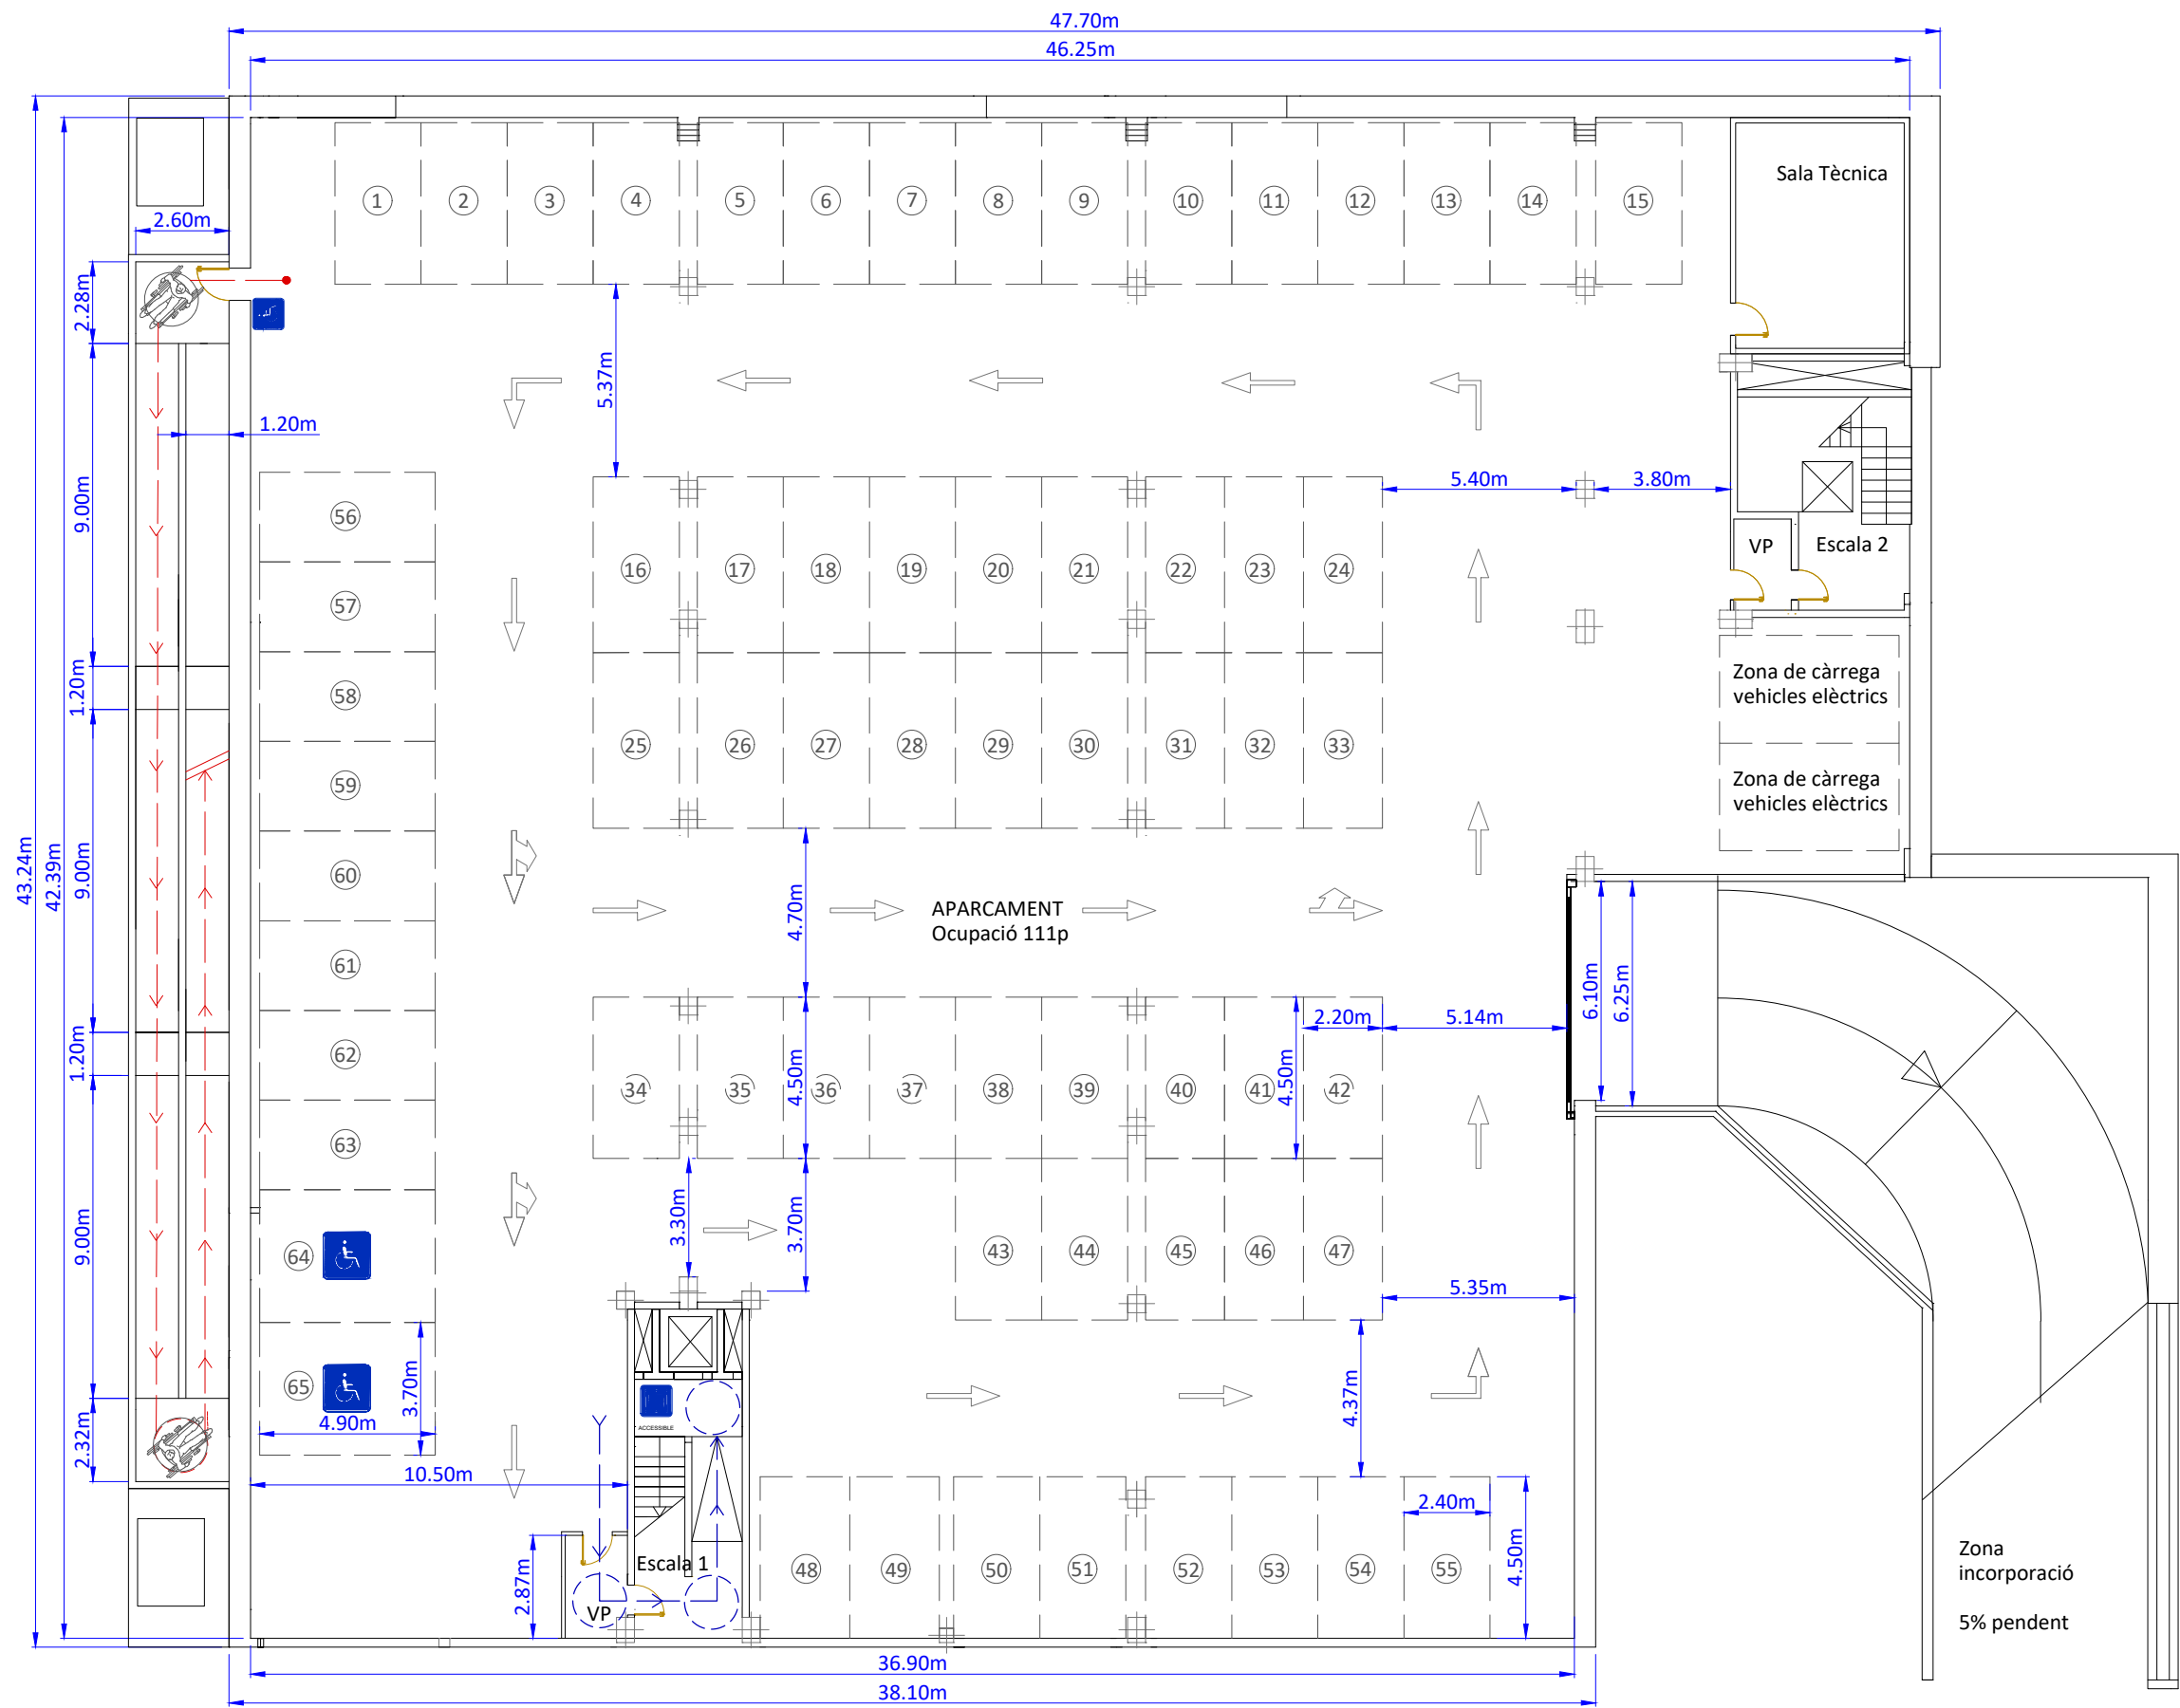 47.70m
46.25m
Sala Tècnica
1
2
3
4
5
6
7
8
9
10
11
12
13
14
15
2.60m
2.28m
5.37m
1.20m
9.00m
5.40m
3.80m
56
16
17
18
19
20
21
22
23
24
VP
Escala 2
57
58
1.20m
Zona de càrrega
vehicles elèctrics
25
26
27
28
29
30
31
32
33
59
Zona de càrrega
vehicles elèctrics
43.24m
42.39m
9.00m
60
4.70m
APARCAMENT
Ocupació 111p
61
6.10m
6.25m
2.20m
5.14m
1.20m
62
34
35
4.50m
36
37
38
39
40
41
4.50m
42
63
3.30m
3.70m
9.00m
64
43
44
45
46
47
5.35m
65
3.70m
4.37m
4.90m
ACCESSIBLE
2.32m
10.50m
2.40m
4.50m
Escala 1
48
49
50
51
52
53
54
55
2.87m
VP
Zona
incorporació
5% pendent
36.90m
38.10m